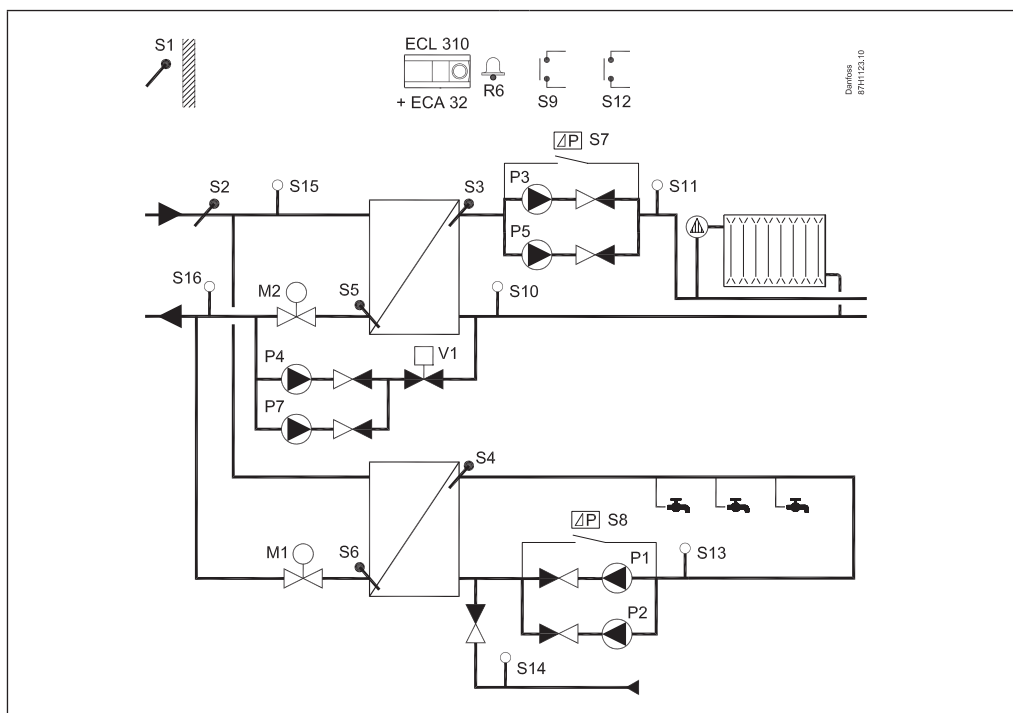 S1
ECL 310
+ ECA 32
R6
S9
S12
Danfoss
87H1123.10
⊿P S7
S2
S15
S3
P3
S11
P5
S16
M2
S5
S10
P4
V1
P7
S4
⊿P S8
M1
S6
P1
S13
P2
S14